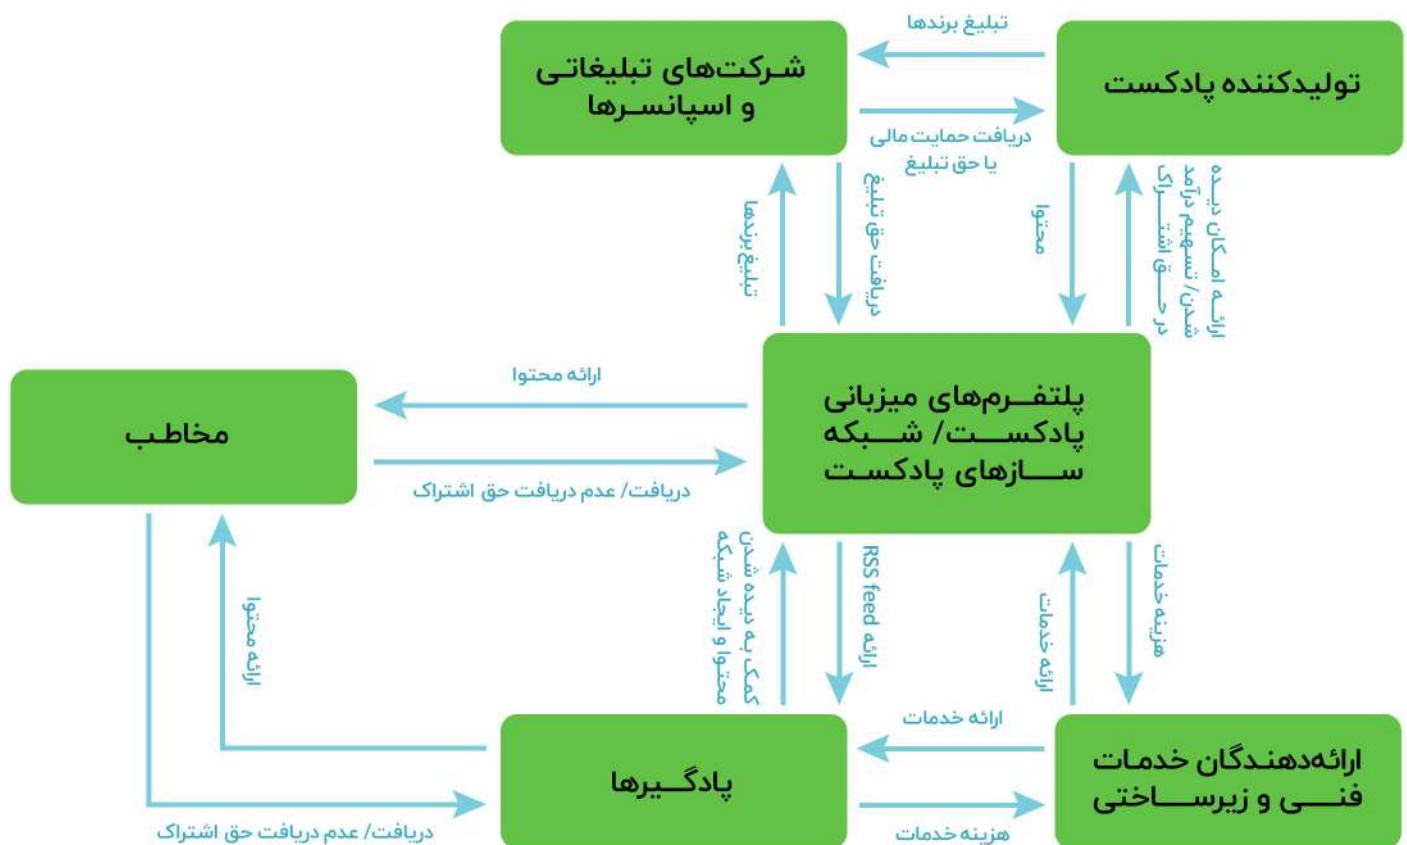 تبلیغ برندها
تولیدکننده پادکست
شرکت‌های تبلیغاتی
و اسپانسرها
دریافت حمایت مالی
یا حق تبلیغ
ارائه امکان دیده
شدن/ تسهیم درآمد
در حق اشتراک
محتوا
دریافت حق تبلیغ
تبلیغ برندها
پلتفرم‌های میزبانی
پادکست/ شبکه
سازهای پادکست
ارائه محتوا
مخاطب
دریافت/ عدم دریافت حق اشتراک
هزینه خدمات
ارائه خدمات
ارائه RSS feed
کمک به دیده شدن
محتوا و ایجاد شبکه
ارائه محتوا
ارائه‌دهندگان خدمات
فنی و زیرساختی
ارائه خدمات
پادگیرها
هزینه خدمات
دریافت/ عدم دریافت حق اشتراک